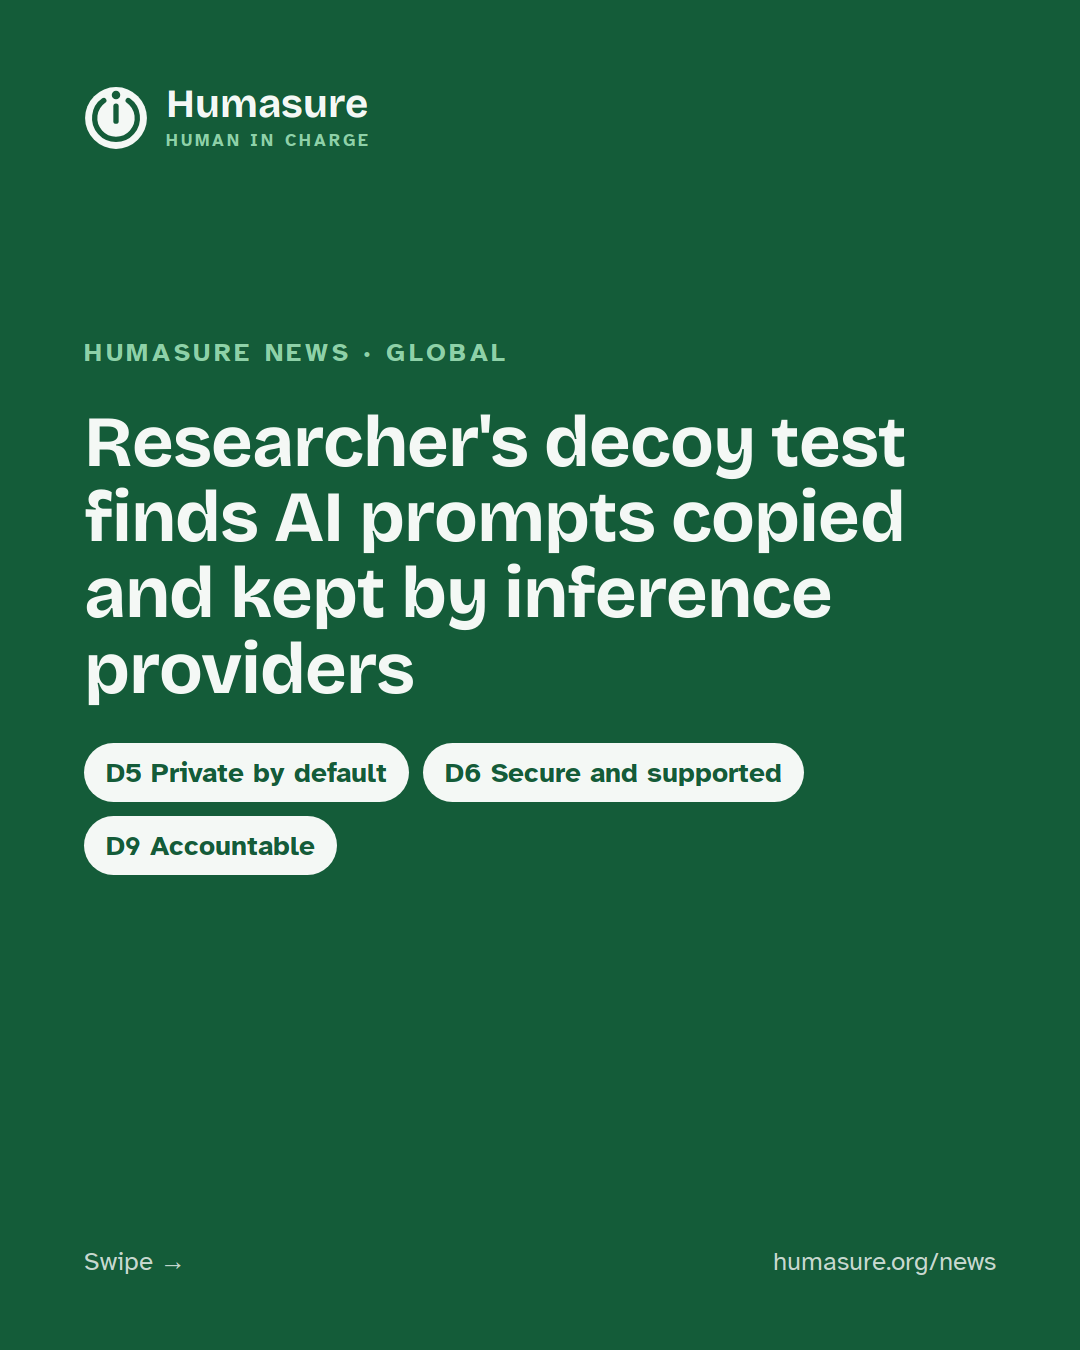 Humasure
HUMAN IN CHARGE
HUMASURE NEWS · GLOBAL
Researcher's decoy test
finds AI prompts copied
and kept by inference
providers
D5 Private by default
D6 Secure and supported
D9 Accountable
Swipe →
humasure.org/news